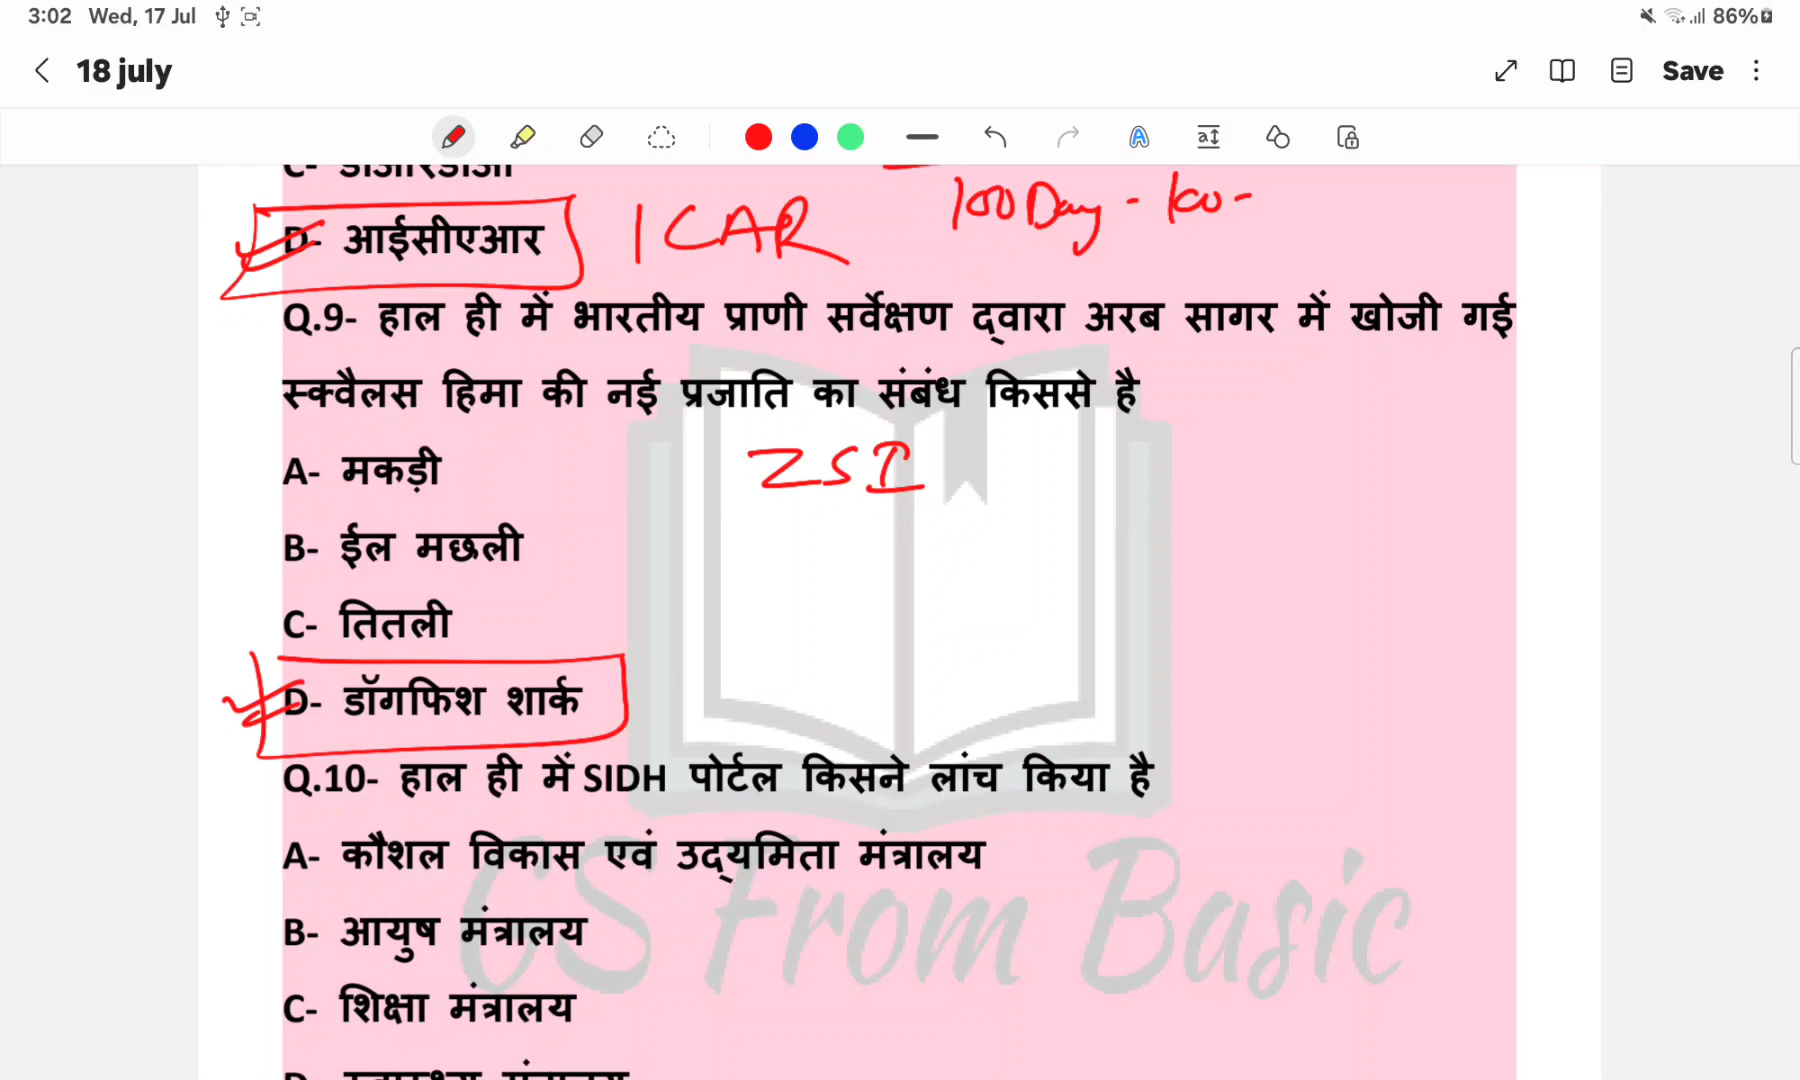 3:02 Wed, 17 Jul 86%
18 july Save
100 Day - 100 -
D- आईसीएआर ICAR
Q.9- हाल ही में भारतीय प्राणी सर्वेक्षण द्वारा अरब सागर में खोजी गई
स्क्वैलस हिमा की नई प्रजाति का संबंध किससे है
A- मकड़ी ZSI
B- ईल मछली
C- तितली
D- डॉगफिश शार्क
Q.10- हाल ही में SIDH पोर्टल किसने लांच किया है
A- कौशल विकास एवं उद्यमिता मंत्रालय
B- आयुष मंत्रालय
CS From Basic
C- शिक्षा मंत्रालय